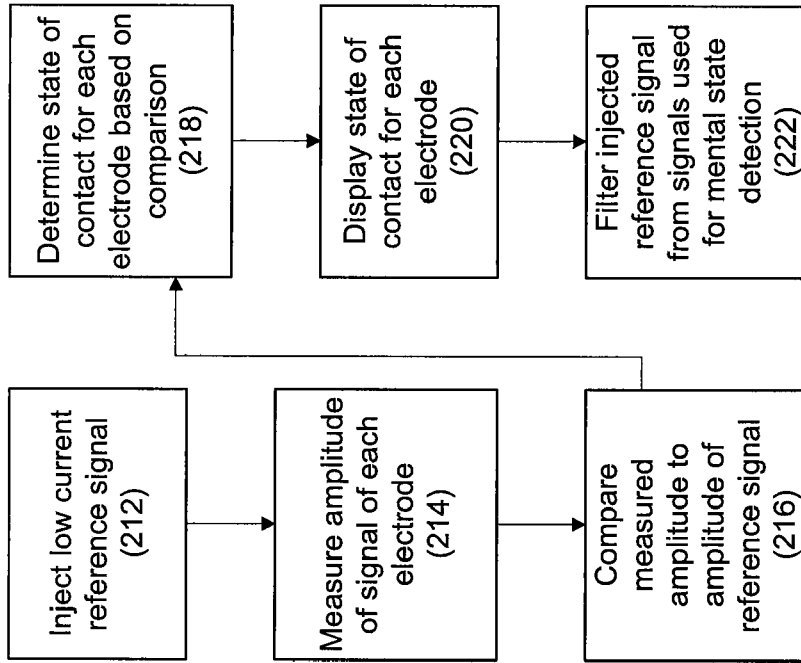 Inject low current
reference signal
(212)
Measure amplitude
of signal of each
electrode
(214)
Compare
measured
amplitude to
amplitude of
reference signal
(216)
Determine state of
contact for each
electrode based on
comparison
(218)
Display state of
contact for each
electrode
(220)
Filter injected
reference signal
from signals used
for mental state
detection
(222)